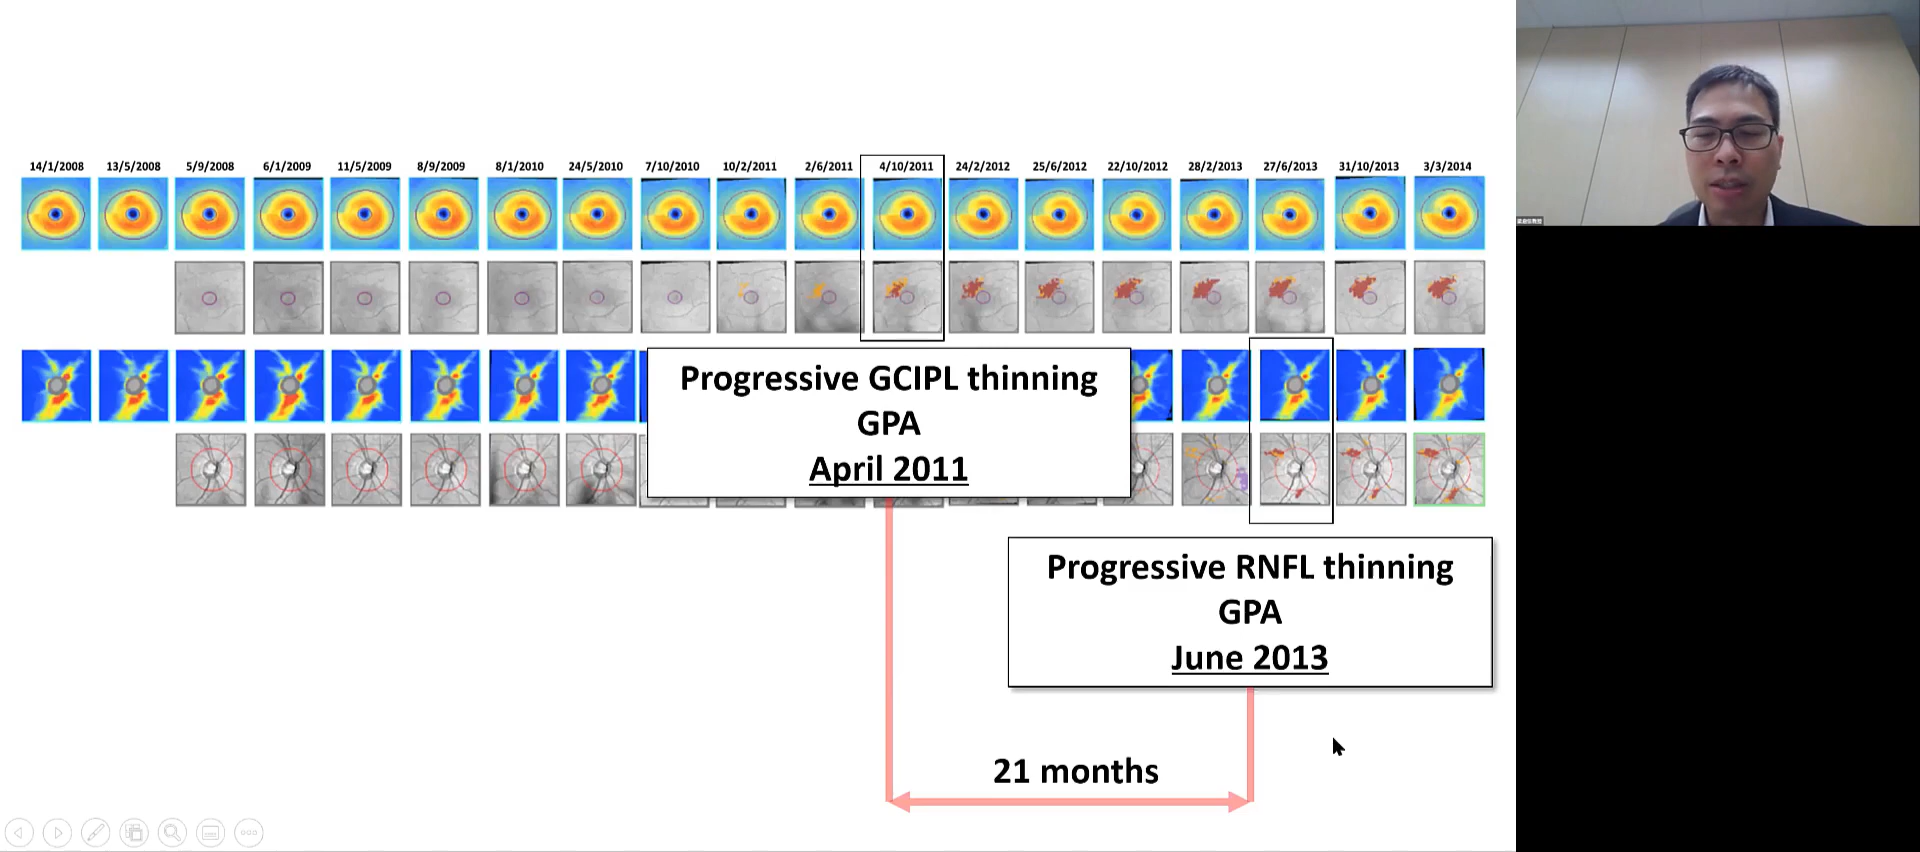 14/1/2008 13/5/2008 5/9/2008 6/1/2009 11/5/2009 8/9/2009 8/1/2010 24/5/2010 7/10/2010 10/2/2011 2/6/2011 4/10/2011 24/2/2012 25/6/2012 22/10/2012 28/2/2013 27/6/2013 31/10/2013 3/3/2014
Progressive GCIPL thinning
GPA
April 2011
Progressive RNFL thinning
GPA
June 2013
21 months